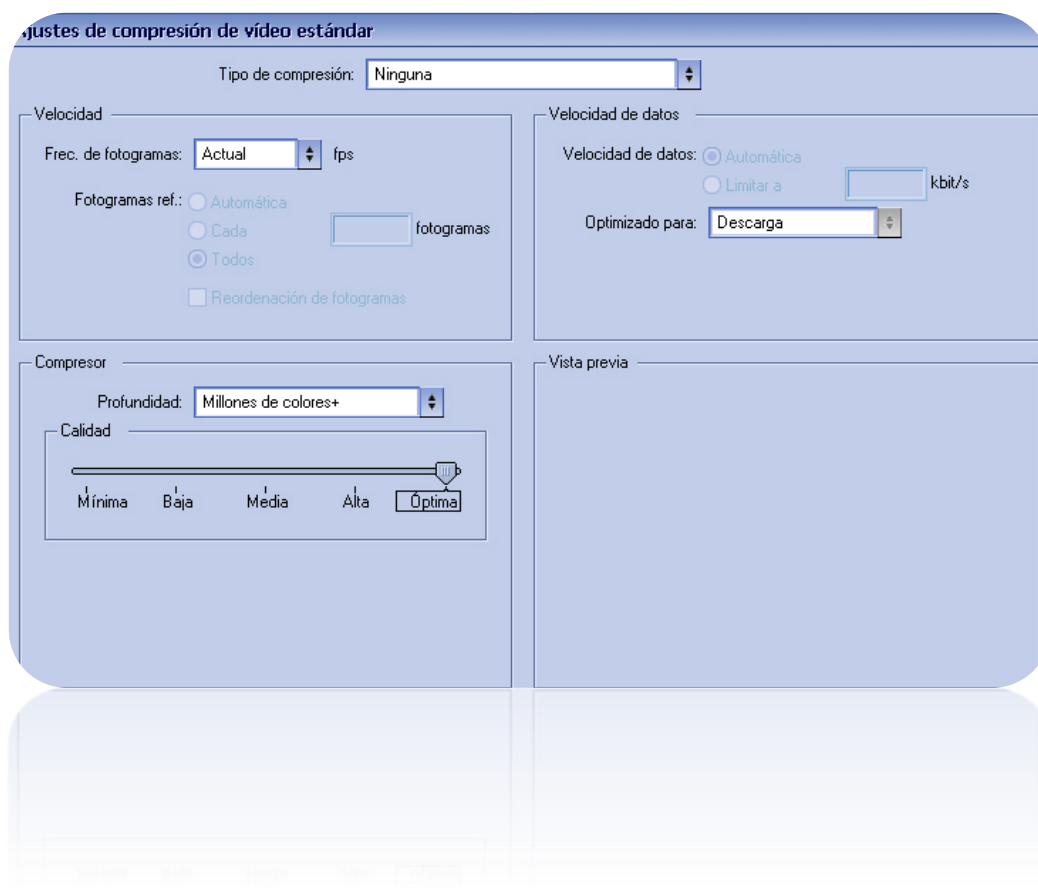 Ajustes de compresión de vídeo estándar
Tipo de compresión: Ninguna
Velocidad
Frec. de fotogramas: Actual fps
Fotogramas ref.: Automática
Cada fotogramas
Todos
Reordenación de fotogramas
Velocidad de datos
Velocidad de datos: Automática
Limitar a kbit/s
Optimizado para: Descarga
Compresor
Profundidad: Millones de colores+
Calidad
Mínima Baja Media Alta Óptima
Vista previa